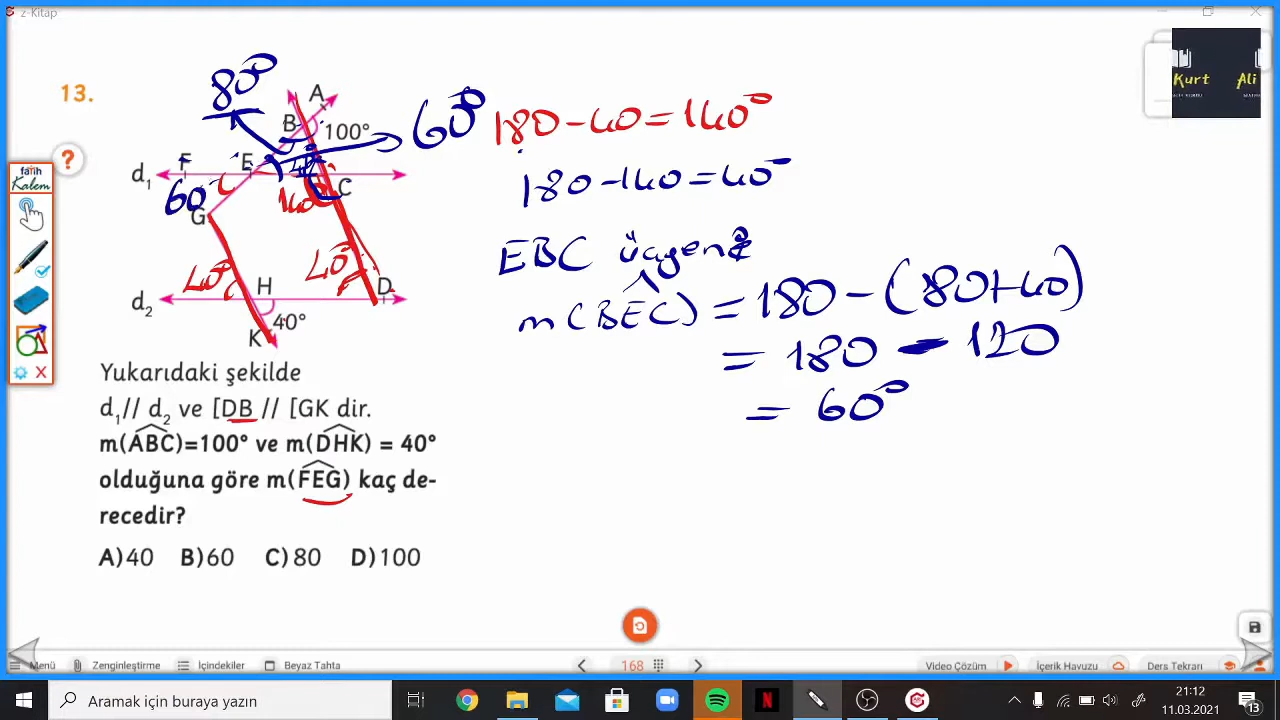 z-Kitap
Kurt Ali
13.
80°
A
B
100°
60°
180-40=140°
180-140=40°
d1
F
E
C
40
60
140
G
EBC üçgeni
m(BEC) = 180 - (80+40)
= 180 - 120
= 60°
fatih
Kalem
40°
40°
H
D
d2
40°
K
Yukarıdaki şekilde
d1// d2 ve [DB // [GK dir.
m(ABC)=100° ve m(DHK) = 40°
olduğuna göre m(FEG) kaç de-
recedir?
A)40 B)60 C)80 D)100
Menü Zenginleştirme İçindekiler Beyaz Tahta 168 Video Çözüm İçerik Havuzu Ders Tekrarı
Aramak için buraya yazın
21:12
11.03.2021
13